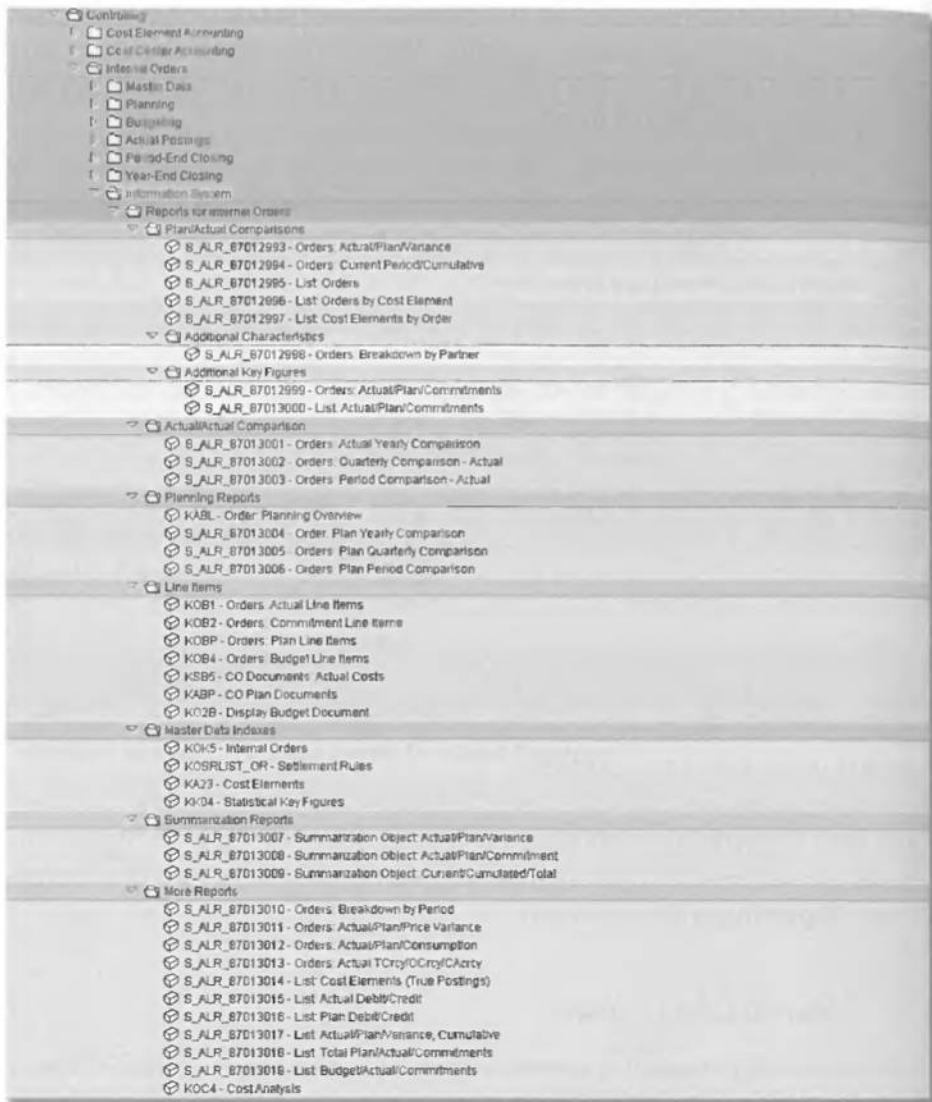 Controlling
Cost Element Accounting
Cost Center Accounting
Internal Orders
Master Data
Planning
Budgeting
Actual Postings
Period-End Closing
Year-End Closing
Information System
Reports for Internal Orders
Plan/Actual Comparisons
S_ALR_87012993 - Orders: Actual/Plan/Variance
S_ALR_87012994 - Orders: Current Period/Cumulative
S_ALR_87012995 - List: Orders
S_ALR_87012996 - List: Orders by Cost Element
S_ALR_87012997 - List: Cost Elements by Order
Additional Characteristics
S_ALR_87012998 - Orders: Breakdown by Partner
Additional Key Figures
S_ALR_87012999 - Orders: Actual/Plan/Commitments
S_ALR_87013000 - List: Actual/Plan/Commitments
Actual/Actual Comparison
S_ALR_87013001 - Orders: Actual Yearly Comparison
S_ALR_87013002 - Orders: Quarterly Comparison - Actual
S_ALR_87013003 - Orders: Period Comparison - Actual
Planning Reports
KABL - Order: Planning Overview
S_ALR_87013004 - Order: Plan Yearly Comparison
S_ALR_87013005 - Orders: Plan Quarterly Comparison
S_ALR_87013006 - Orders: Plan Period Comparison
Line Items
KOB1 - Orders: Actual Line Items
KOB2 - Orders: Commitment Line Items
KOBP - Orders: Plan Line Items
KOB4 - Orders: Budget Line Items
KSB5 - CO Documents: Actual Costs
KABP - CO Plan Documents
KO2B - Display Budget Document
Master Data Indexes
KOK5 - Internal Orders
KOSRLIST_OR - Settlement Rules
KA23 - Cost Elements
KK04 - Statistical Key Figures
Summarization Reports
S_ALR_87013007 - Summarization Object: Actual/Plan/Variance
S_ALR_87013008 - Summarization Object: Actual/Plan/Commitment
S_ALR_87013009 - Summarization Object: Current/Cumulated/Total
More Reports
S_ALR_87013010 - Orders: Breakdown by Period
S_ALR_87013011 - Orders: Actual/Plan/Price Variance
S_ALR_87013012 - Orders: Actual/Plan/Consumption
S_ALR_87013013 - Orders: Actual TCrcy/OCrcy/CAcrcy
S_ALR_87013014 - List: Cost Elements (True Postings)
S_ALR_87013015 - List: Actual Debit/Credit
S_ALR_87013016 - List: Plan Debit/Credit
S_ALR_87013017 - List: Actual/Plan/Variance, Cumulative
S_ALR_87013018 - List: Total Plan/Actual/Commitments
S_ALR_87013019 - List: Budget/Actual/Commitments
KOC4 - Cost Analysis